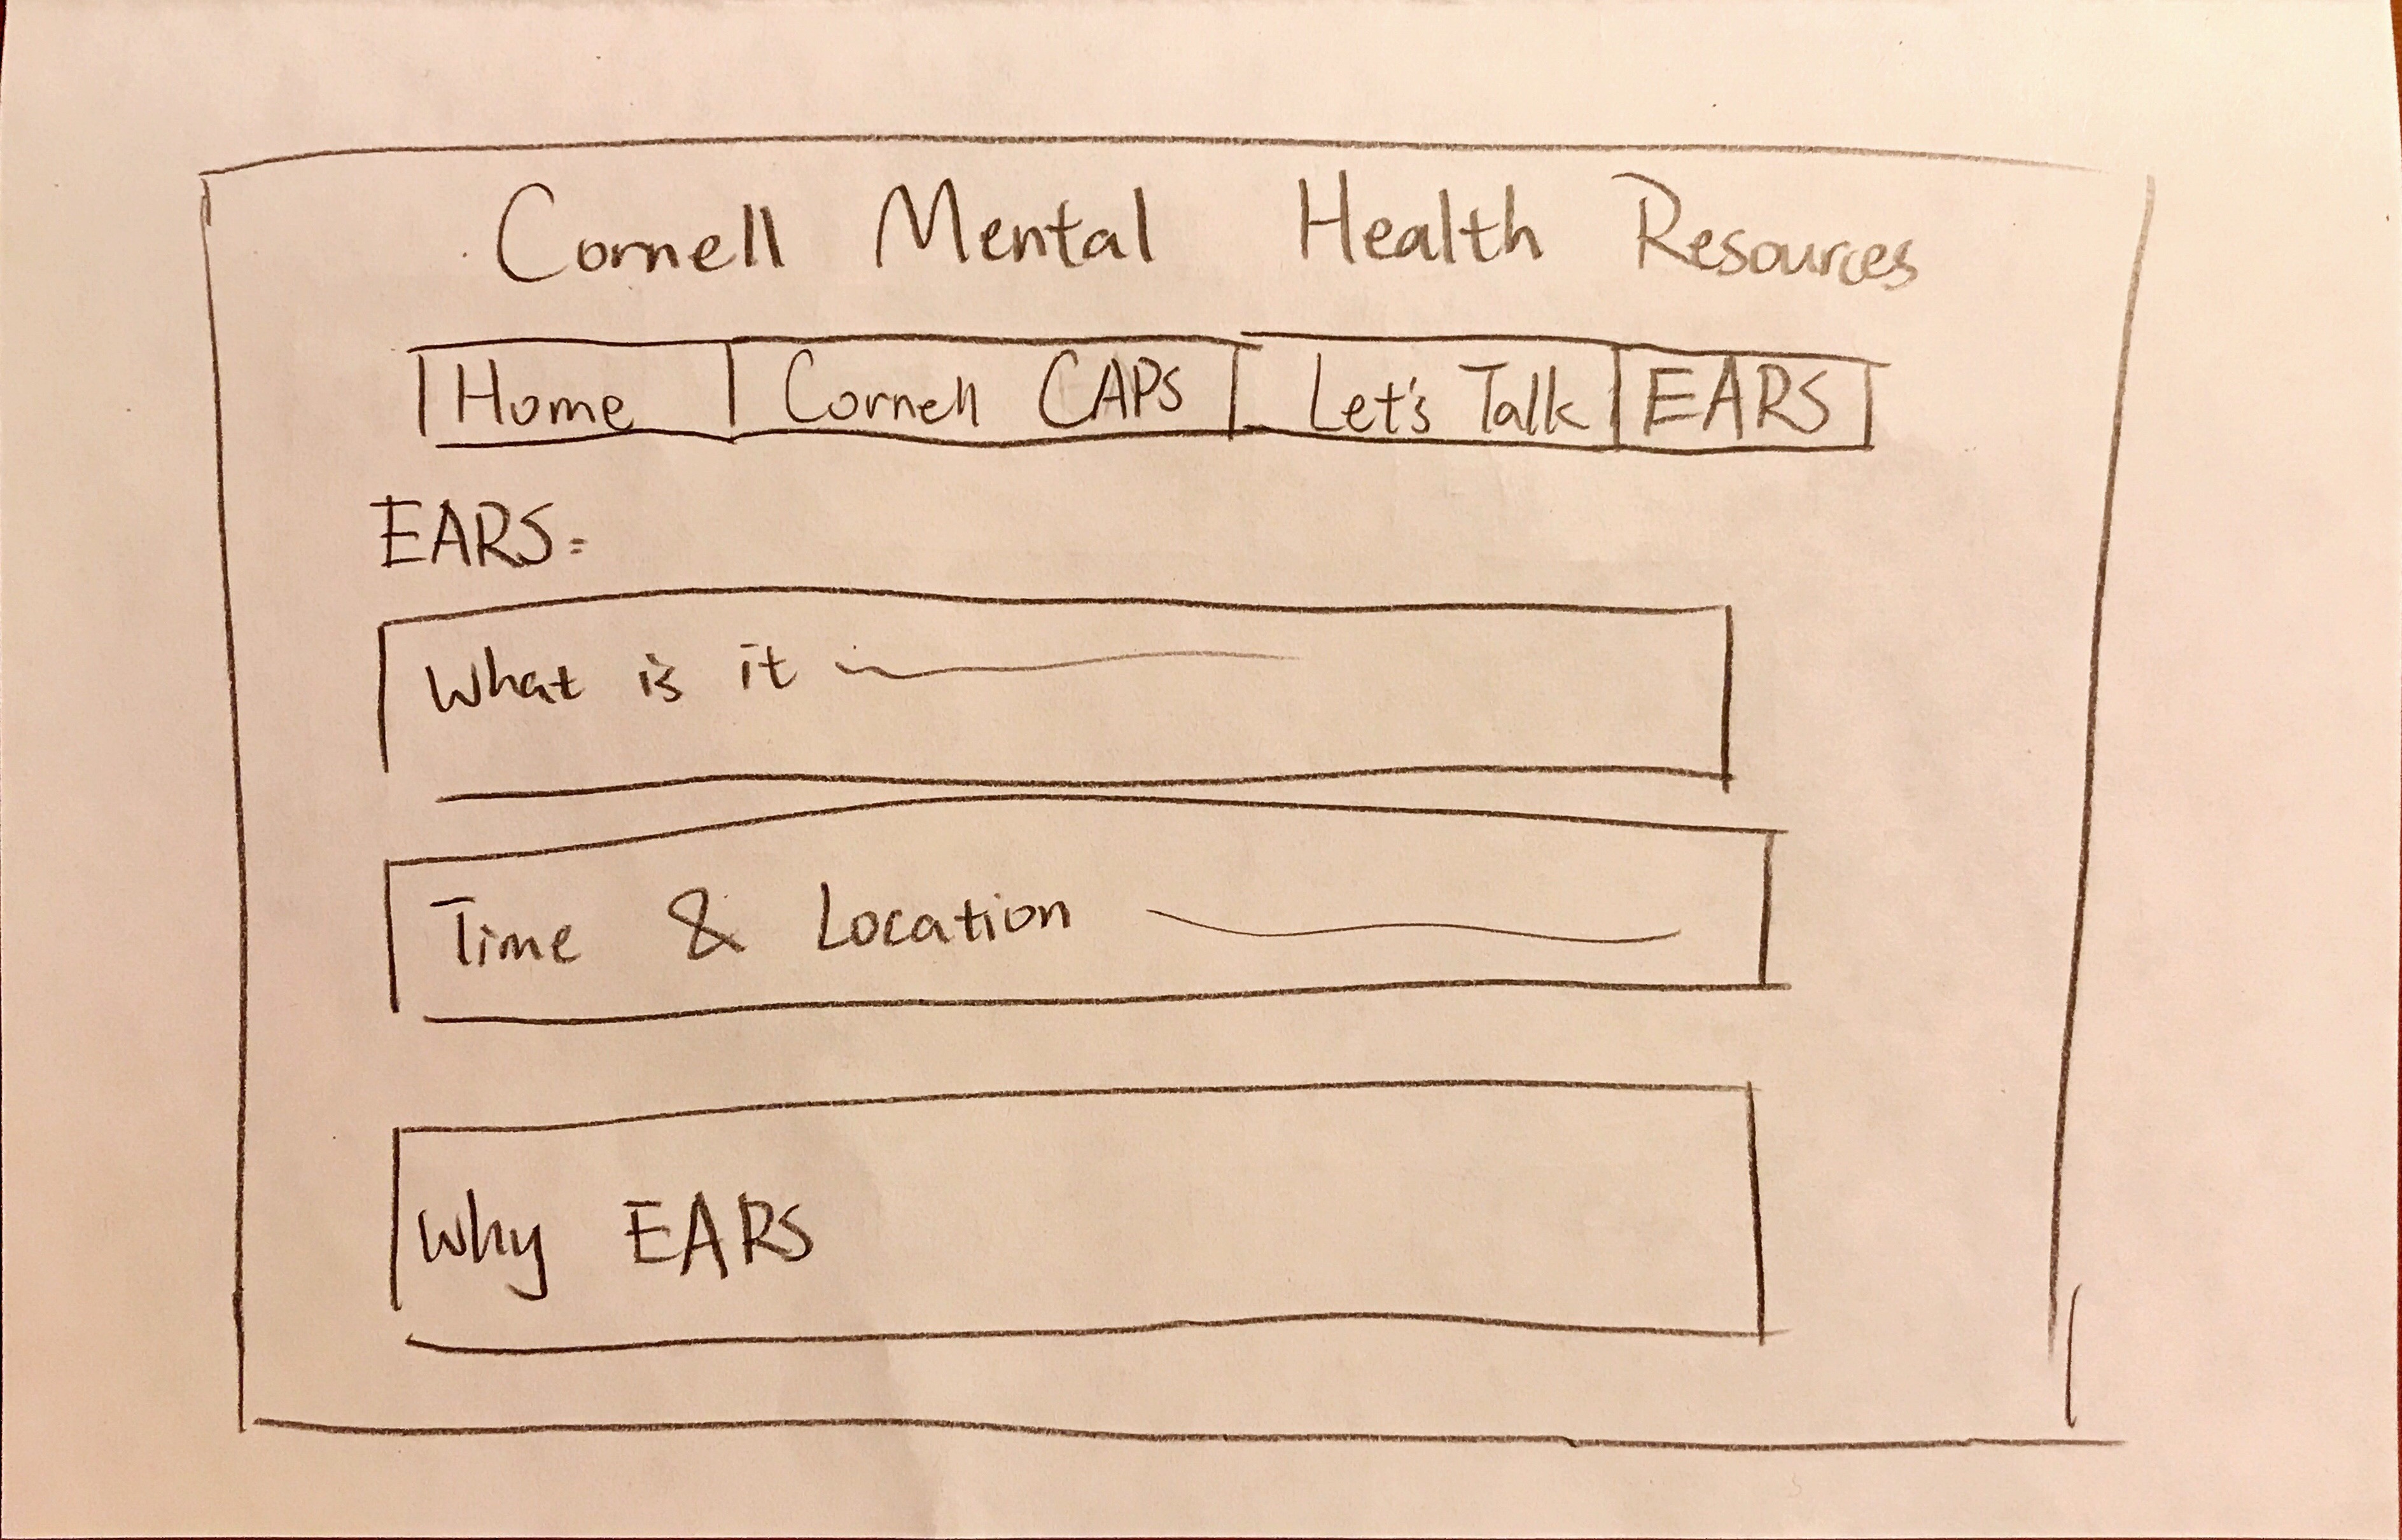 Cornell Mental Health Resources
Home Cornell CAPS Let's Talk EARS
EARS:
What is it
Time & Location
Why EARS